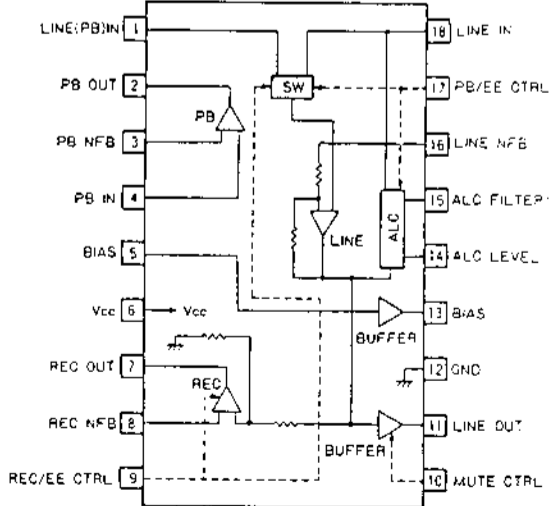 LINE(PB)IN 1
PB OUT 2
PB NFB 3
PB IN 4
BIAS 5
Vcc 6
REC OUT 7
REC NFB 8
REC/EE CTRL 9
18 LINE IN
17 PB/EE CTRL
16 LINE NFB
15 ALC FILTER
14 ALC LEVEL
13 BIAS
12 GND
11 LINE OUT
10 MUTE CTRL
SW
PB
LINE
ALC
Vcc
BUFFER
REC
BUFFER